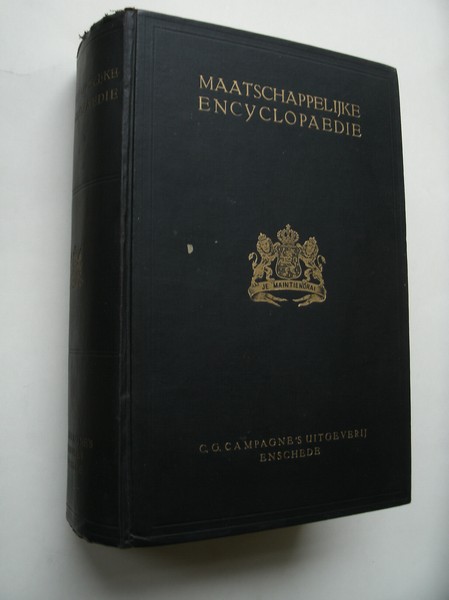 MAATSCHAPPELIJKE
ENCYCLOPAEDIE
JE MAINTIENDRAI
C. G. CAMPAGNE'S UITGEVERIJ
ENSCHEDE